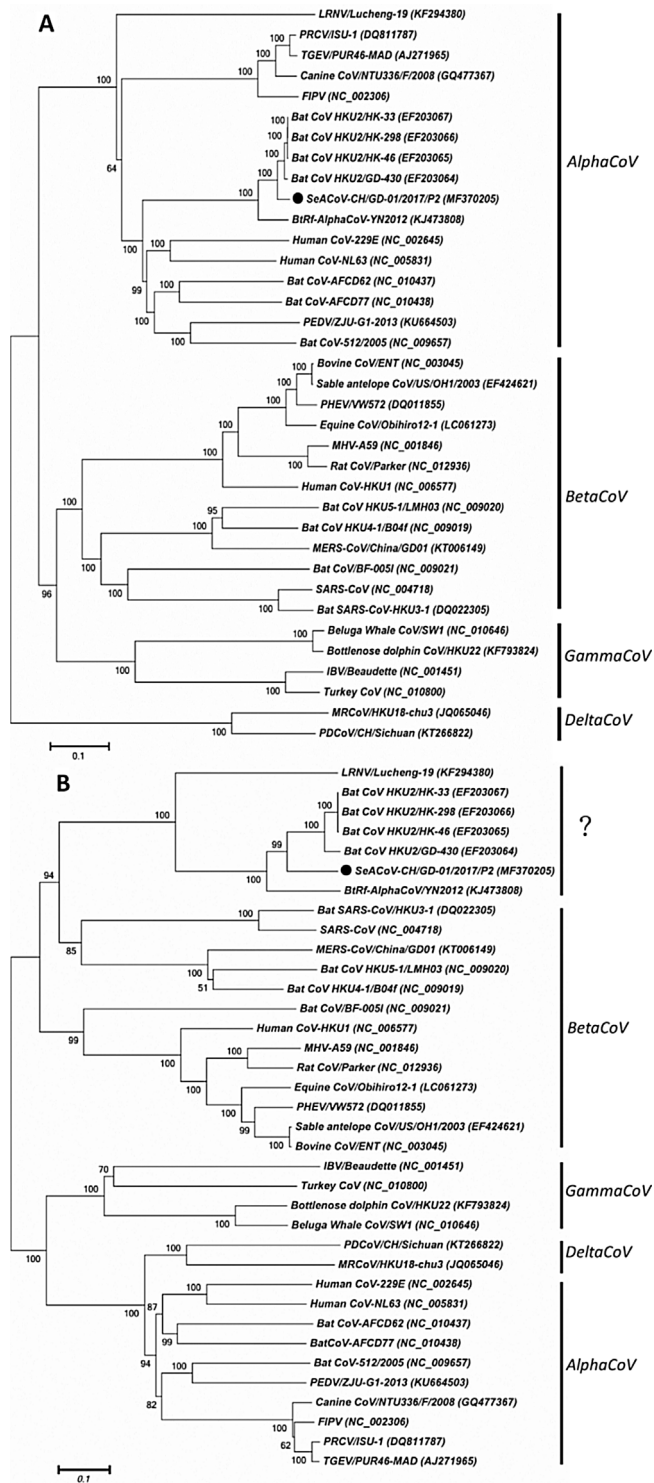 A
LRNV/Lucheng-19 (KF294380)
PRCV/ISU-1 (DQ811787)
100
100
TGEV/PUR46-MAD (AJ271965)
100
100
Canine CoV/NTU336/F/2008 (GQ477367)
100
FIPV (NC_002306)
100
Bat CoV HKU2/HK-33 (EF203067)
100
Bat CoV HKU2/HK-298 (EF203066)
100
Bat CoV HKU2/HK-46 (EF203065)
AlphaCoV
64
100
Bat CoV HKU2/GD-430 (EF203064)
100
SeACoV-CH/GD-01/2017/P2 (MF370205)
BtRf-AlphaCoV-YN2012 (KJ473808)
100
100
Human CoV-229E (NC_002645)
Human CoV-NL63 (NC_005831)
99
100
Bat CoV-AFCD62 (NC_010437)
Bat CoV-AFCD77 (NC_010438)
100
100
PEDV/ZJU-G1-2013 (KU664503)
Bat CoV-512/2005 (NC_009657)
Bovine CoV/ENT (NC_003045)
100
100
Sable antelope CoV/US/OH1/2003 (EF424621)
100
PHEV/VW572 (DQ011855)
100
Equine CoV/Obihiro12-1 (LC061273)
100
MHV-A59 (NC_001846)
100
Rat CoV/Parker (NC_012936)
100
Human CoV-HKU1 (NC_006577)
BetaCoV
100
95
Bat CoV HKU5-1/LMH03 (NC_009020)
100
Bat CoV HKU4-1/B04f (NC_009019)
100
MERS-CoV/China/GD01 (KT006149)
100
Bat CoV/BF-005I (NC_009021)
96
100
SARS-CoV (NC_004718)
100
Bat SARS-CoV-HKU3-1 (DQ022305)
Beluga Whale CoV/SW1 (NC_010646)
100
Bottlenose dolphin CoV/HKU22 (KF793824)
GammaCoV
100
IBV/Beaudette (NC_001451)
100
Turkey CoV (NC_010800)
MRCoV/HKU18-chu3 (JQ065046)
DeltaCoV
100
PDCoV/CH/Sichuan (KT266822)
0.1
B
LRNV/Lucheng-19 (KF294380)
Bat CoV HKU2/HK-33 (EF203067)
100
Bat CoV HKU2/HK-298 (EF203066)
100
Bat CoV HKU2/HK-46 (EF203065)
?
99
Bat CoV HKU2/GD-430 (EF203064)
100
SeACoV-CH/GD-01/2017/P2 (MF370205)
94
100
BtRf-AlphaCoV/YN2012 (KJ473808)
Bat SARS-CoV/HKU3-1 (DQ022305)
100
SARS-CoV (NC_004718)
85
MERS-CoV/China/GD01 (KT006149)
100
Bat CoV HKU5-1/LMH03 (NC_009020)
51
Bat CoV HKU4-1/B04f (NC_009019)
Bat CoV/BF-005I (NC_009021)
99
Human CoV-HKU1 (NC_006577)
BetaCoV
100
100
MHV-A59 (NC_001846)
Rat CoV/Parker (NC_012936)
100
100
Equine CoV/Obihiro12-1 (LC061273)
PHEV/VW572 (DQ011855)
99
Sable antelope CoV/US/OH1/2003 (EF424621)
100
Bovine CoV/ENT (NC_003045)
70
IBV/Beaudette (NC_001451)
100
Turkey CoV (NC_010800)
GammaCoV
Bottlenose dolphin CoV/HKU22 (KF793824)
100
Beluga Whale CoV/SW1 (NC_010646)
100
PDCoV/CH/Sichuan (KT266822)
DeltaCoV
100
MRCoV/HKU18-chu3 (JQ065046)
100
Human CoV-229E (NC_002645)
100
87
Human CoV-NL63 (NC_005831)
Bat CoV-AFCD62 (NC_010437)
99
BatCoV-AFCD77 (NC_010438)
94
Bat CoV-512/2005 (NC_009657)
AlphaCoV
100
PEDV/ZJU-G1-2013 (KU664503)
82
Canine CoV/NTU336/F/2008 (GQ477367)
100
FIPV (NC_002306)
62
PRCV/ISU-1 (DQ811787)
100
TGEV/PUR46-MAD (AJ271965)
0.1